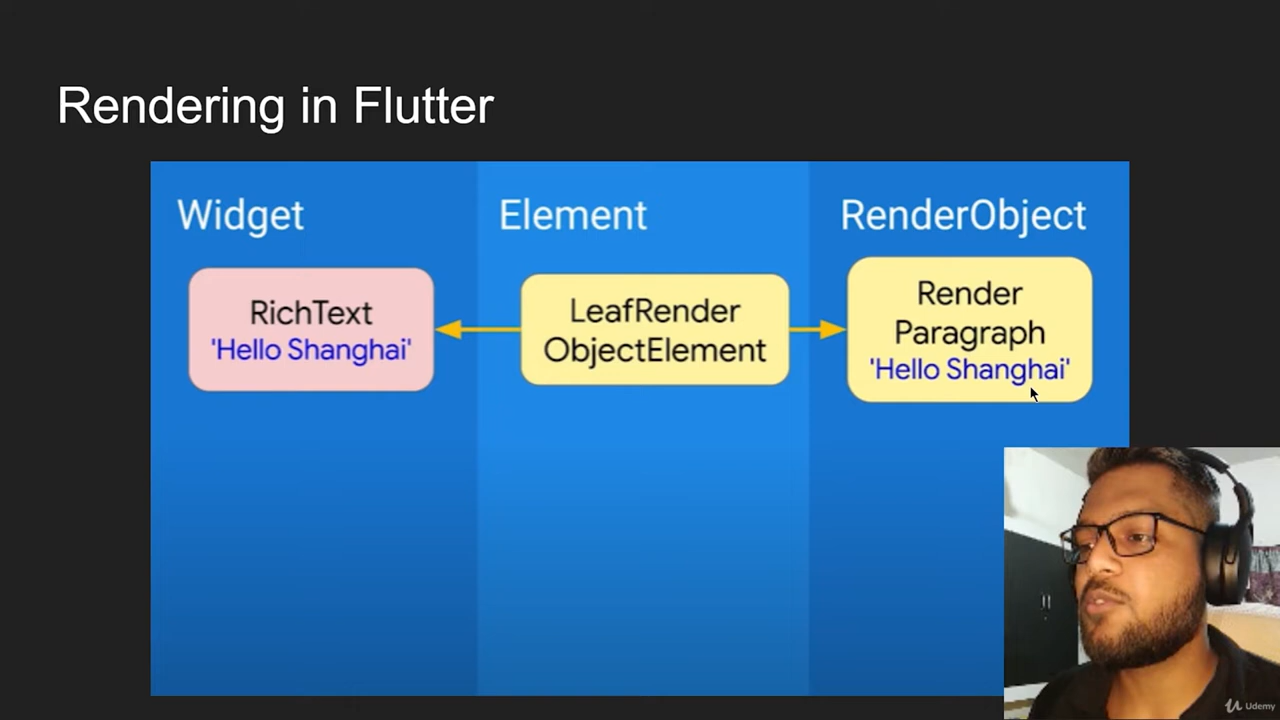 Rendering in Flutter
Widget
Element
RenderObject
RichText
'Hello Shanghai'
LeafRender
ObjectElement
Render
Paragraph
'Hello Shanghai'
Udemy